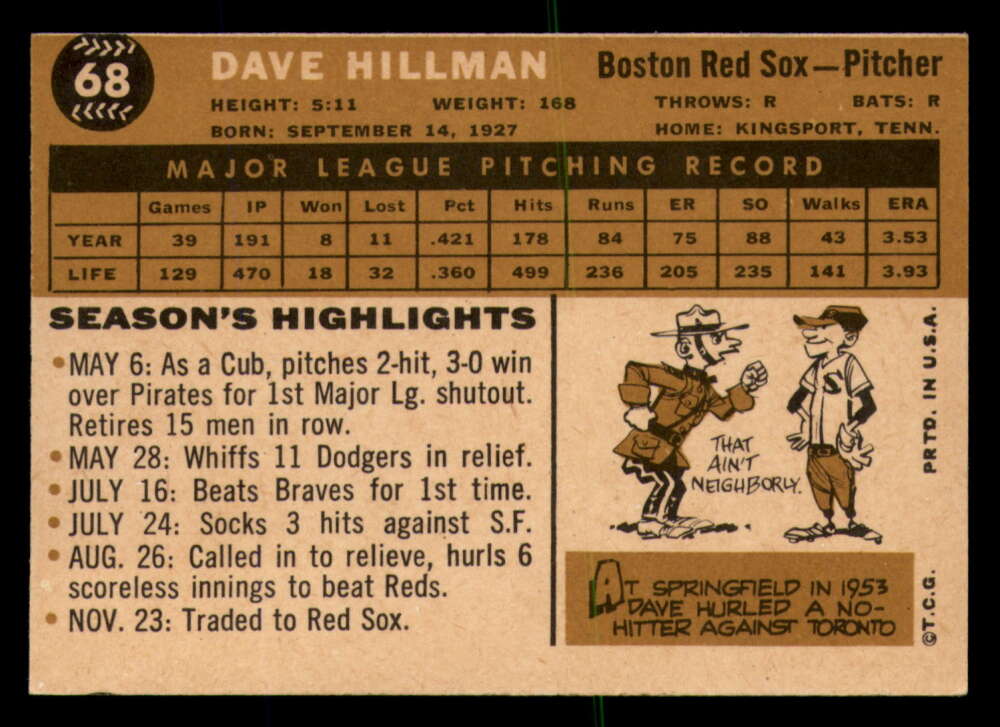 68
DAVE HILLMAN
Boston Red Sox—Pitcher
HEIGHT: 5:11 WEIGHT: 168 THROWS: R BATS: R
BORN: SEPTEMBER 14, 1927 HOME: KINGSPORT, TENN.
MAJOR LEAGUE PITCHING RECORD
Games IP Won Lost Pct Hits Runs ER SO Walks ERA
YEAR 39 191 8 11 .421 178 84 75 88 43 3.53
LIFE 129 470 18 32 .360 499 236 205 235 141 3.93
SEASON'S HIGHLIGHTS
• MAY 6: As a Cub, pitches 2-hit, 3-0 win
over Pirates for 1st Major Lg. shutout.
Retires 15 men in row.
• MAY 28: Whiffs 11 Dodgers in relief.
• JULY 16: Beats Braves for 1st time.
• JULY 24: Socks 3 hits against S.F.
• AUG. 26: Called in to relieve, hurls 6
scoreless innings to beat Reds.
• NOV. 23: Traded to Red Sox.
S
THAT
AIN'T
NEIGHBORLY.
AT SPRINGFIELD IN 1953
DAVE HURLED A NO-
HITTER AGAINST TORONTO
©T.C.G. PRTD. IN U.S.A.